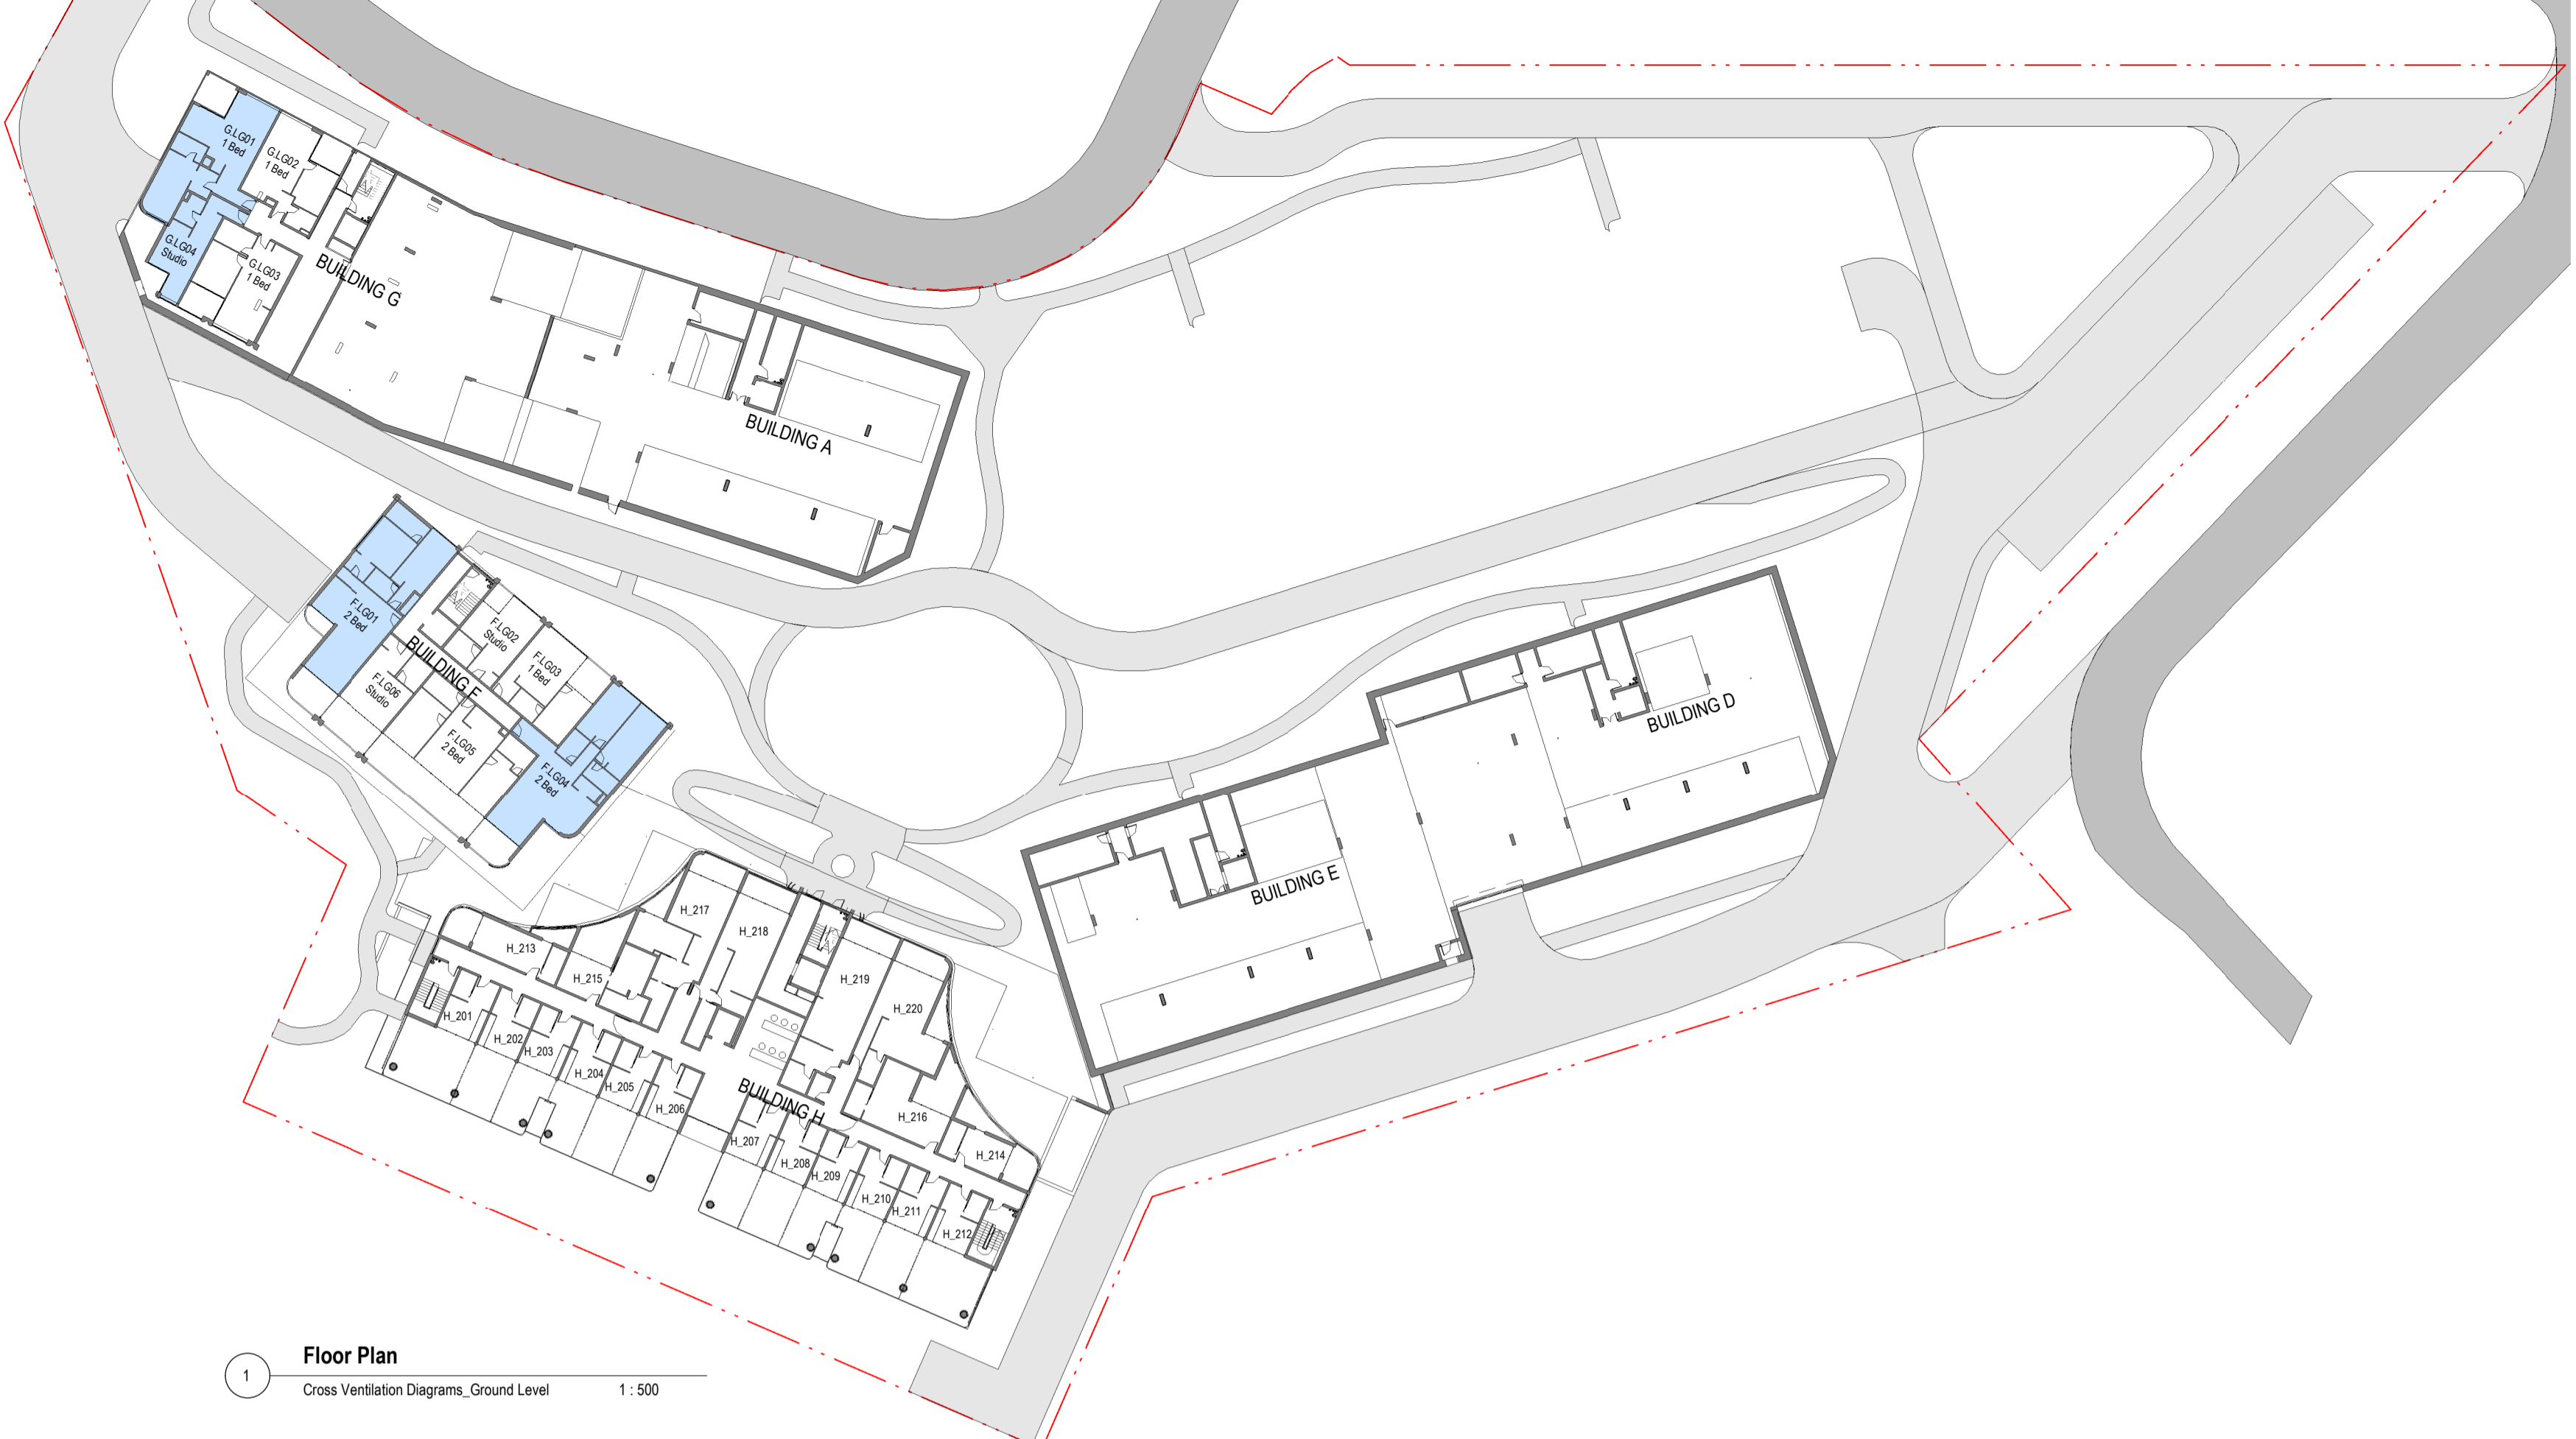 G.LG01
1 Bed
G.LG02
1 Bed
G.LG04
Studio
G.LG03
1 Bed
BUILDING G
BUILDING A
F.LG01
2 Bed
F.LG02
Studio
F.LG03
1 Bed
BUILDING F
F.LG06
Studio
F.LG05
2 Bed
F.LG04
2 Bed
BUILDING D
BUILDING E
H_217
H_218
H_213
H_215
H_219
H_220
H_201
H_202
H_203
H_204
H_205
H_206
BUILDING H
H_216
H_207
H_208
H_209
H_210
H_211
H_212
H_214
1
Floor Plan
Cross Ventilation Diagrams_Ground Level 1 : 500